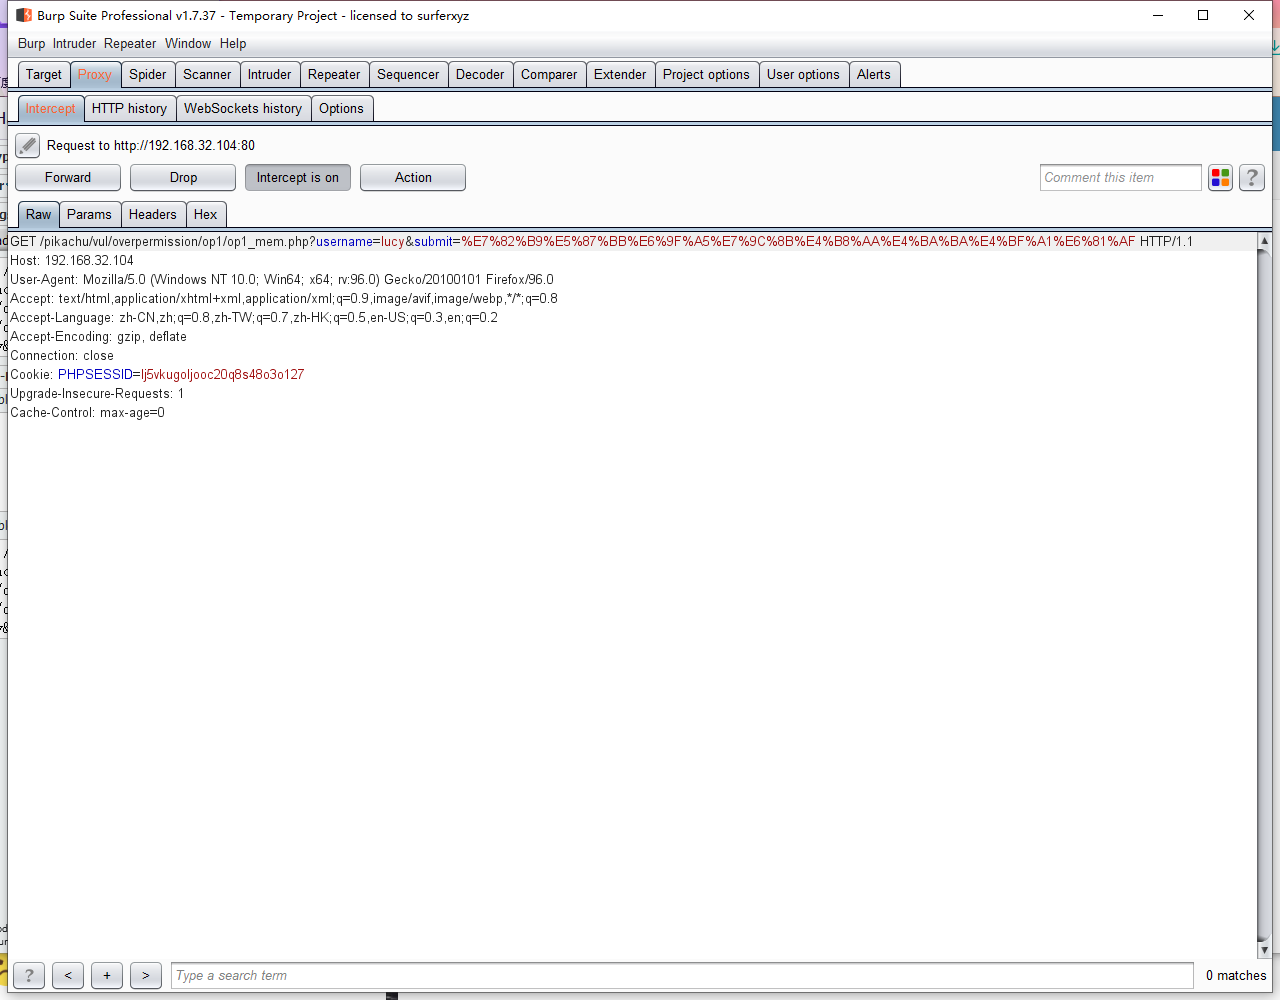 Burp Suite Professional v1.7.37 - Temporary Project - licensed to surferxyz
Burp Intruder Repeater Window Help
Target Proxy Spider Scanner Intruder Repeater Sequencer Decoder Comparer Extender Project options User options Alerts
Intercept HTTP history WebSockets history Options
Request to http://192.168.32.104:80
Forward Drop Intercept is on Action Comment this item ?
Raw Params Headers Hex
GET /pikachu/vul/overpermission/op1/op1_mem.php?username=lucy&submit=%E7%82%B9%E5%87%BB%E6%9F%A5%E7%9C%8B%E4%B8%AA%E4%BA%BA%E4%BF%A1%E6%81%AF HTTP/1.1
Host: 192.168.32.104
User-Agent: Mozilla/5.0 (Windows NT 10.0; Win64; x64; rv:96.0) Gecko/20100101 Firefox/96.0
Accept: text/html,application/xhtml+xml,application/xml;q=0.9,image/avif,image/webp,*/*;q=0.8
Accept-Language: zh-CN,zh;q=0.8,zh-TW;q=0.7,zh-HK;q=0.5,en-US;q=0.3,en;q=0.2
Accept-Encoding: gzip, deflate
Connection: close
Cookie: PHPSESSID=lj5vkugoljooc20q8s48o3o127
Upgrade-Insecure-Requests: 1
Cache-Control: max-age=0
? < + > Type a search term 0 matches